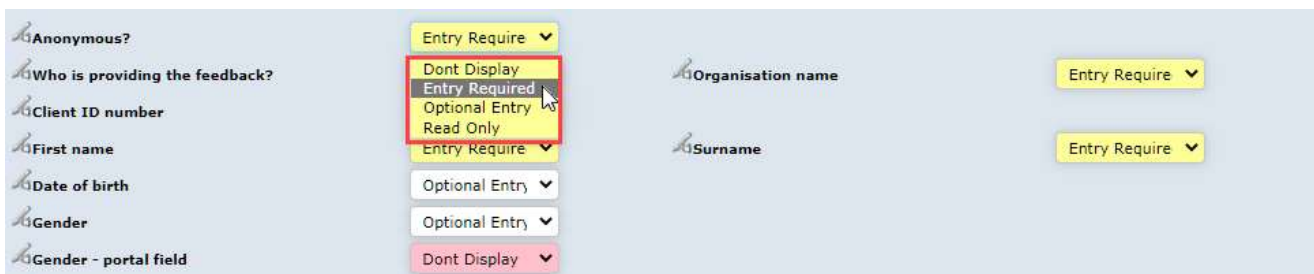 Anonymous? Entry Require
Who is providing the feedback? Dont Display Organisation name Entry Require
Entry Required
Client ID number Optional Entry
Read Only
First name Entry Require Surname Entry Require
Date of birth Optional Entry
Gender Optional Entry
Gender - portal field Dont Display